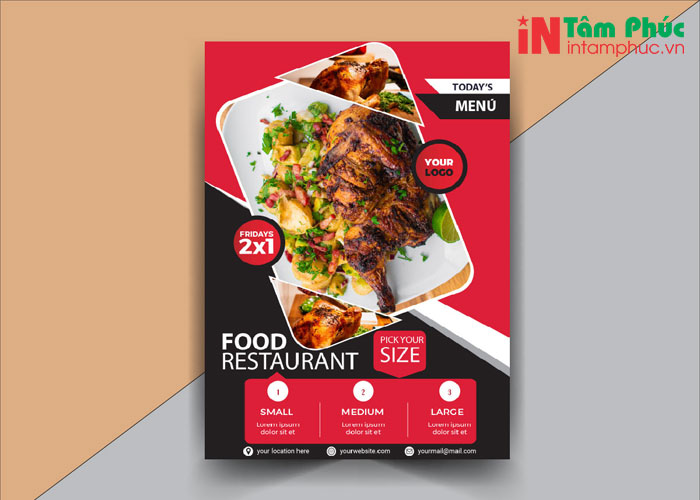 iN Tâm Phúc
intamphuc.vn
TODAY'S
MENÚ
YOUR
LOGO
FRIDAYS
2x1
FOOD
RESTAURANT
PICK YOUR
SIZE
1
SMALL
Lorem ipsum
dolor sit et
2
MEDIUM
Lorem ipsum
dolor sit et
3
LARGE
Lorem ipsum
dolor sit et
your location here
yourwebsite.com
yourmail@mail.com